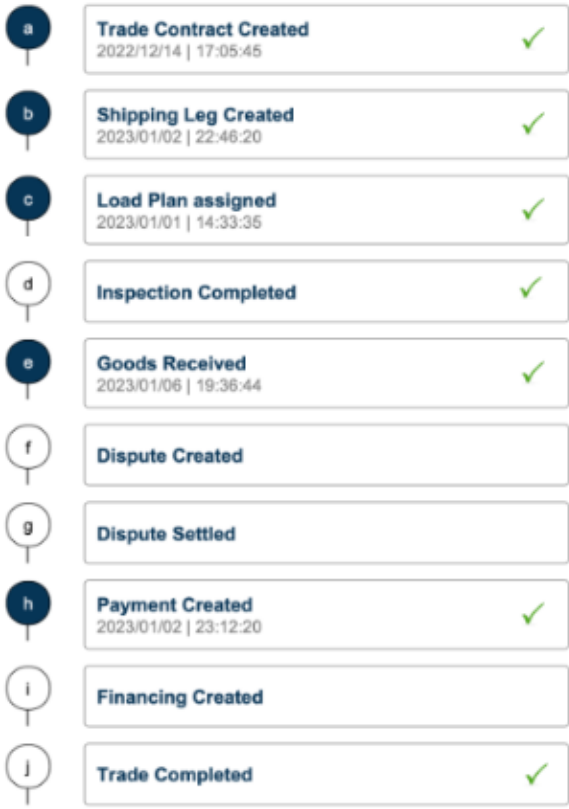 a
Trade Contract Created
2022/12/14 | 17:05:45
b
Shipping Leg Created
2023/01/02 | 22:46:20
c
Load Plan assigned
2023/01/01 | 14:33:35
d
Inspection Completed
e
Goods Received
2023/01/06 | 19:36:44
f
Dispute Created
g
Dispute Settled
h
Payment Created
2023/01/02 | 23:12:20
i
Financing Created
j
Trade Completed